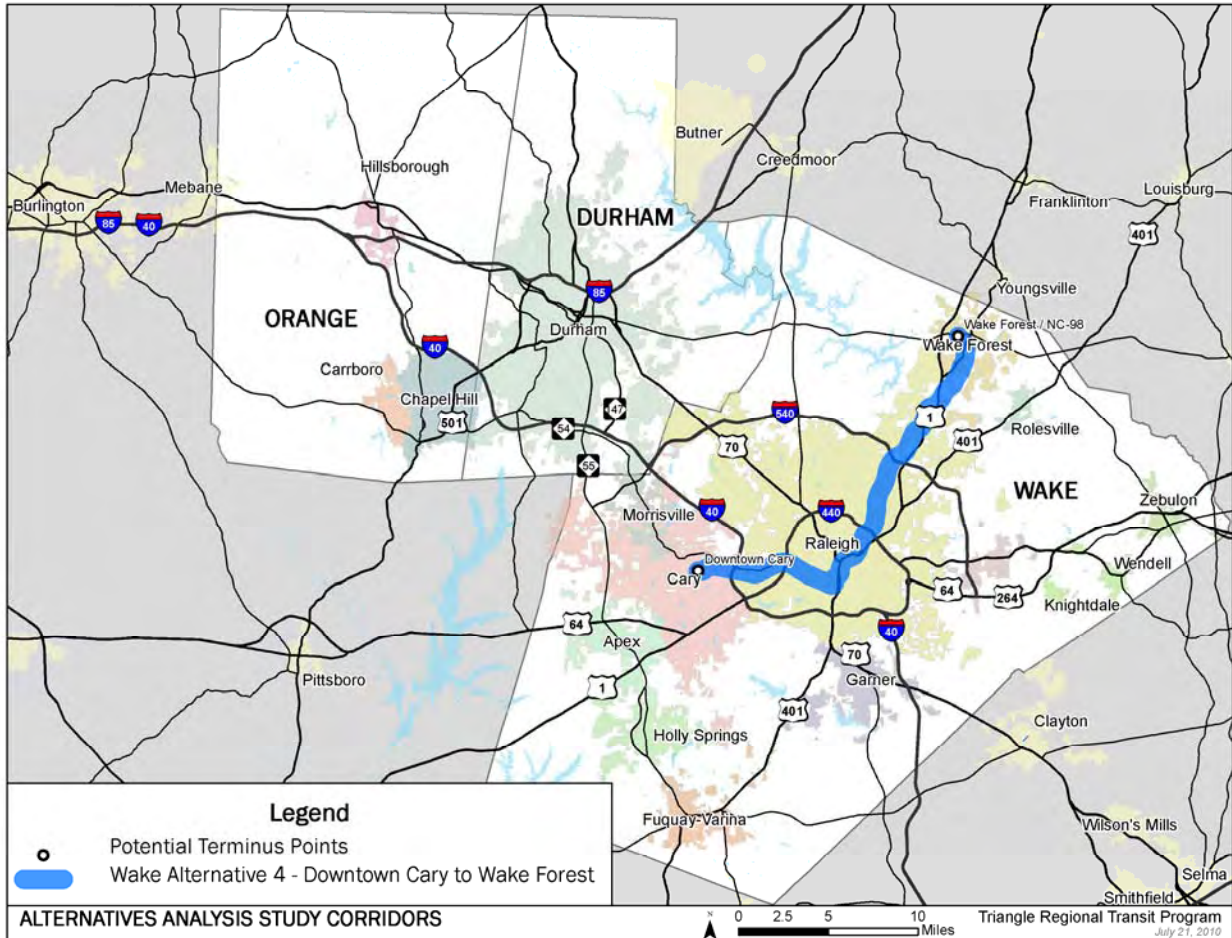 Butner
Creedmoor
Hillsborough
Mebane
Burlington
Louisburg
Franklinton
85
40
DURHAM
401
85
Youngsville
ORANGE
Durham
Wake Forest / NC-98
Wake Forest
40
Carrboro
Chapel Hill
501
147
54
540
1
401
Rolesville
70
55
WAKE
Zebulon
Morrisville
40
440
Raleigh
Downtown Cary
Cary
Wendell
64
264
Knightdale
64
Apex
40
70
Garner
Pittsboro
1
401
Clayton
Holly Springs
Fuquay-Varina
Wilson's Mills
Selma
Smithfield
Legend
Potential Terminus Points
Wake Alternative 4 - Downtown Cary to Wake Forest
ALTERNATIVES ANALYSIS STUDY CORRIDORS
N
0 2.5 5 10
Miles
Triangle Regional Transit Program
July 21, 2010